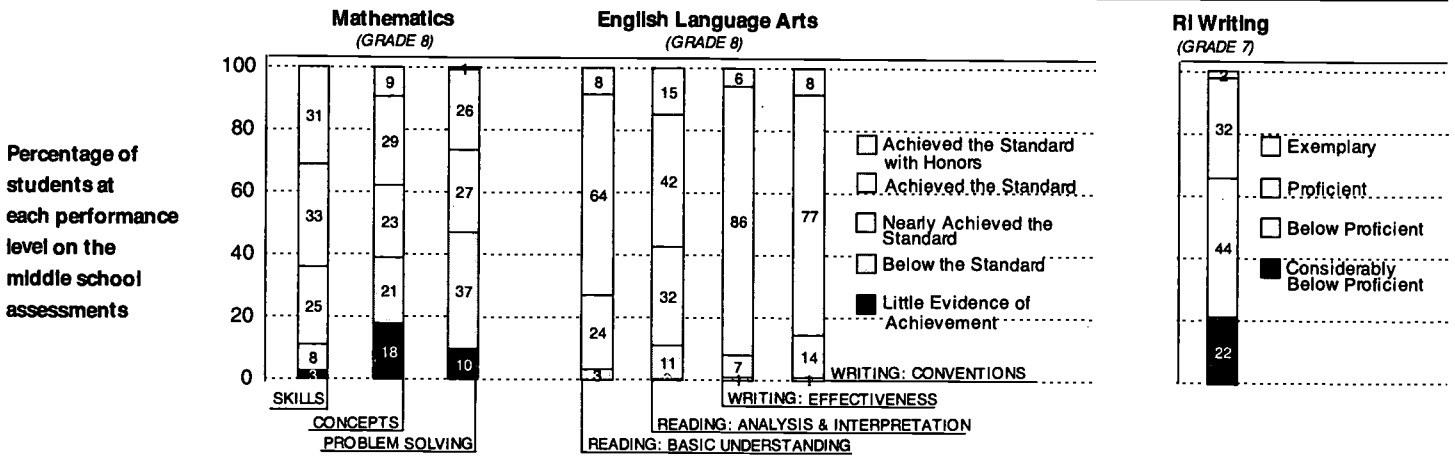 Mathematics
(GRADE 8)
English Language Arts
(GRADE 8)
RI Writing
(GRADE 7)
Percentage of
students at
each performance
level on the
middle school
assessments
100
80
60
40
20
0
31
33
25
8
3
9
29
23
21
18
1
26
27
37
10
8
64
24
3
15
42
32
11
6
86
7
1
8
77
14
1
Achieved the Standard
with Honors
Achieved the Standard
Nearly Achieved the
Standard
Below the Standard
Little Evidence of
Achievement
2
32
44
22
Exemplary
Proficient
Below Proficient
Considerably
Below Proficient
SKILLS
CONCEPTS
PROBLEM SOLVING
WRITING: CONVENTIONS
WRITING: EFFECTIVENESS
READING: ANALYSIS & INTERPRETATION
READING: BASIC UNDERSTANDING